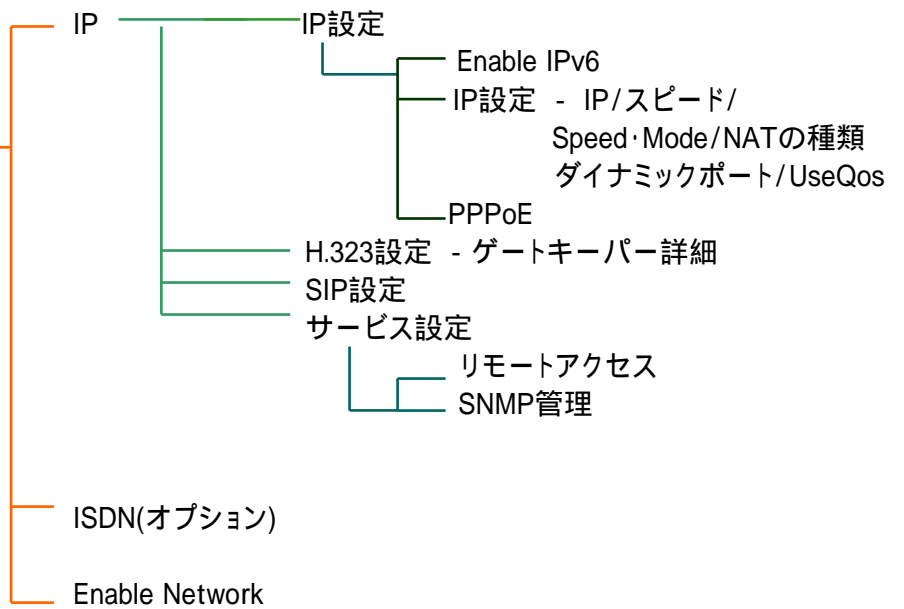 IP
IP設定
Enable IPv6
IP設定 - IP/スピード/
Speed･Mode/NATの種類
ダイナミックポート/UseQos
PPPoE
H.323設定 - ゲートキーパー詳細
SIP設定
サービス設定
リモートアクセス
SNMP管理
ISDN(オプション)
Enable Network